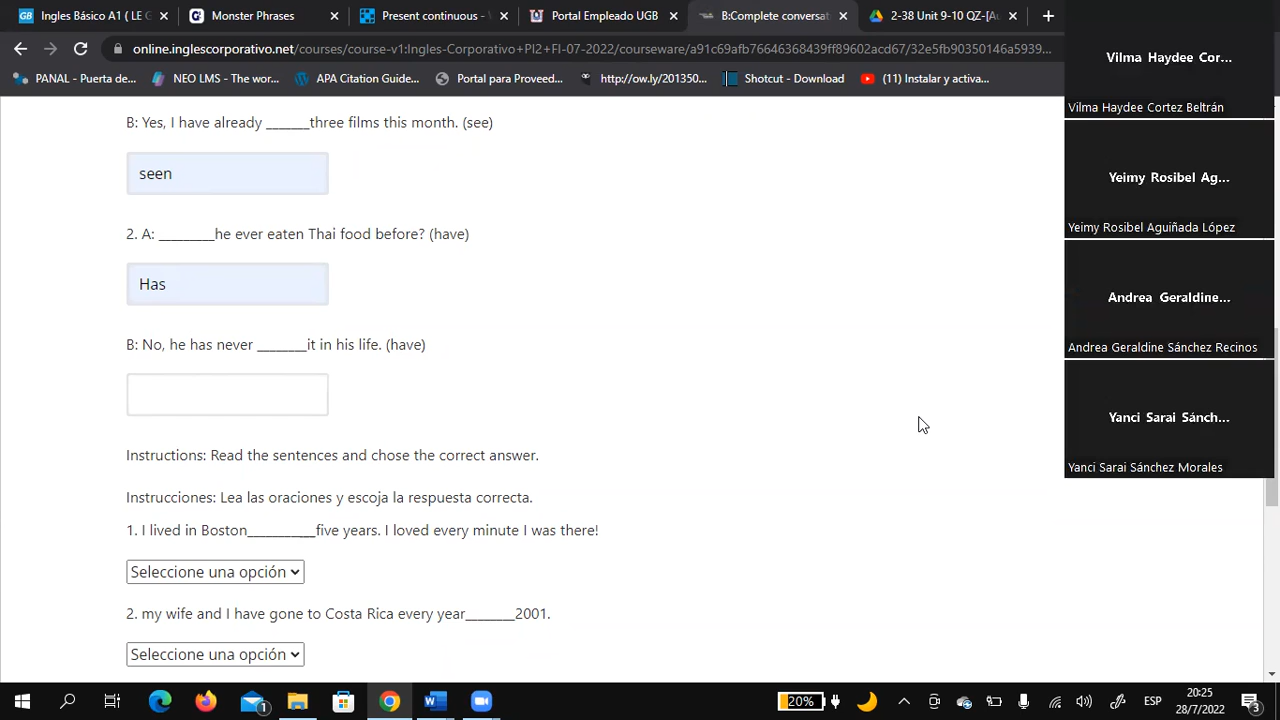 Ingles Básico A1 ( LE G
Monster Phrases
Present continuous -
Portal Empleado UGB
B:Complete conversat
2-38 Unit 9-10 QZ-[Au
online.inglescorporativo.net/courses/course-v1:Ingles-Corporativo+PI2+FI-07-2022/courseware/a91c69afb76646368439ff89602acd67/32e5fb90350146a5939...
PANAL - Puerta de...
NEO LMS - The wor...
APA Citation Guide...
Portal para Proveed...
http://ow.ly/201350...
Shotcut - Download
(11) Instalar y activa...
B: Yes, I have already _______three films this month. (see)
seen
2. A: _________he ever eaten Thai food before? (have)
Has
B: No, he has never ________it in his life. (have)
Instructions: Read the sentences and chose the correct answer.
Instrucciones: Lea las oraciones y escoja la respuesta correcta.
1. I lived in Boston___________five years. I loved every minute I was there!
Seleccione una opción
2. my wife and I have gone to Costa Rica every year________2001.
Seleccione una opción
Vilma Haydee Cor...
Vilma Haydee Cortez Beltrán
Yeimy Rosibel Ag...
Yeimy Rosibel Aguiñada López
Andrea Geraldine...
Andrea Geraldine Sánchez Recinos
Yanci Sarai Sánch...
Yanci Sarai Sánchez Morales
1
20%
ESP
20:25
28/7/2022
3